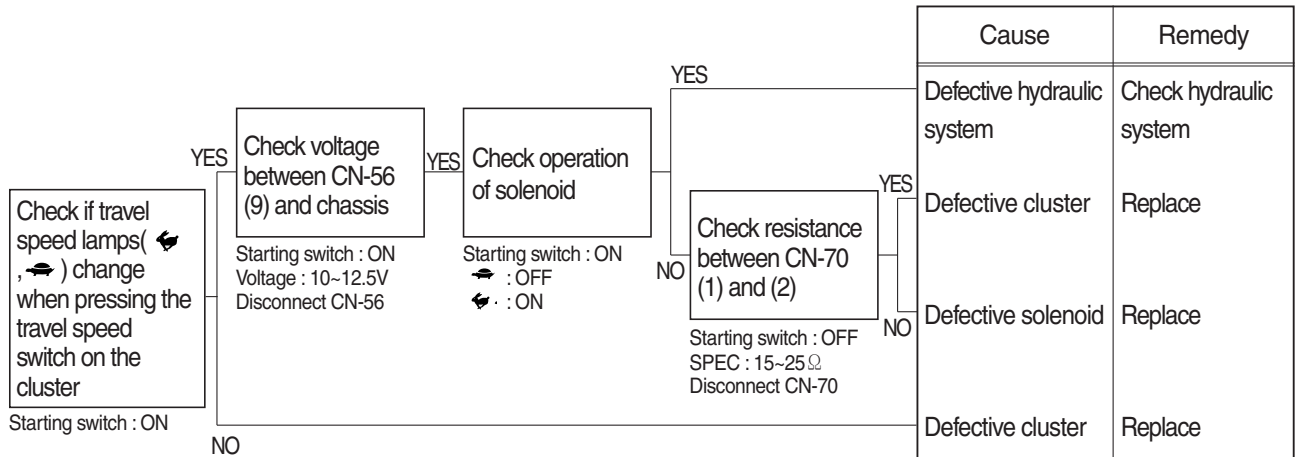 Check if travel
speed lamps(
, ) change
when pressing the
travel speed
switch on the
cluster
Starting switch : ON
YES
NO
Check voltage
between CN-56
(9) and chassis
Starting switch : ON
Voltage : 10~12.5V
Disconnect CN-56
YES
Check operation
of solenoid
Starting switch : ON
: OFF
: ON
YES
NO
Check resistance
between CN-70
(1) and (2)
Starting switch : OFF
SPEC : 15~25Ω
Disconnect CN-70
YES
NO
Cause Remedy
Defective hydraulic Check hydraulic
system system
Defective cluster Replace
Defective solenoid Replace
Defective cluster Replace